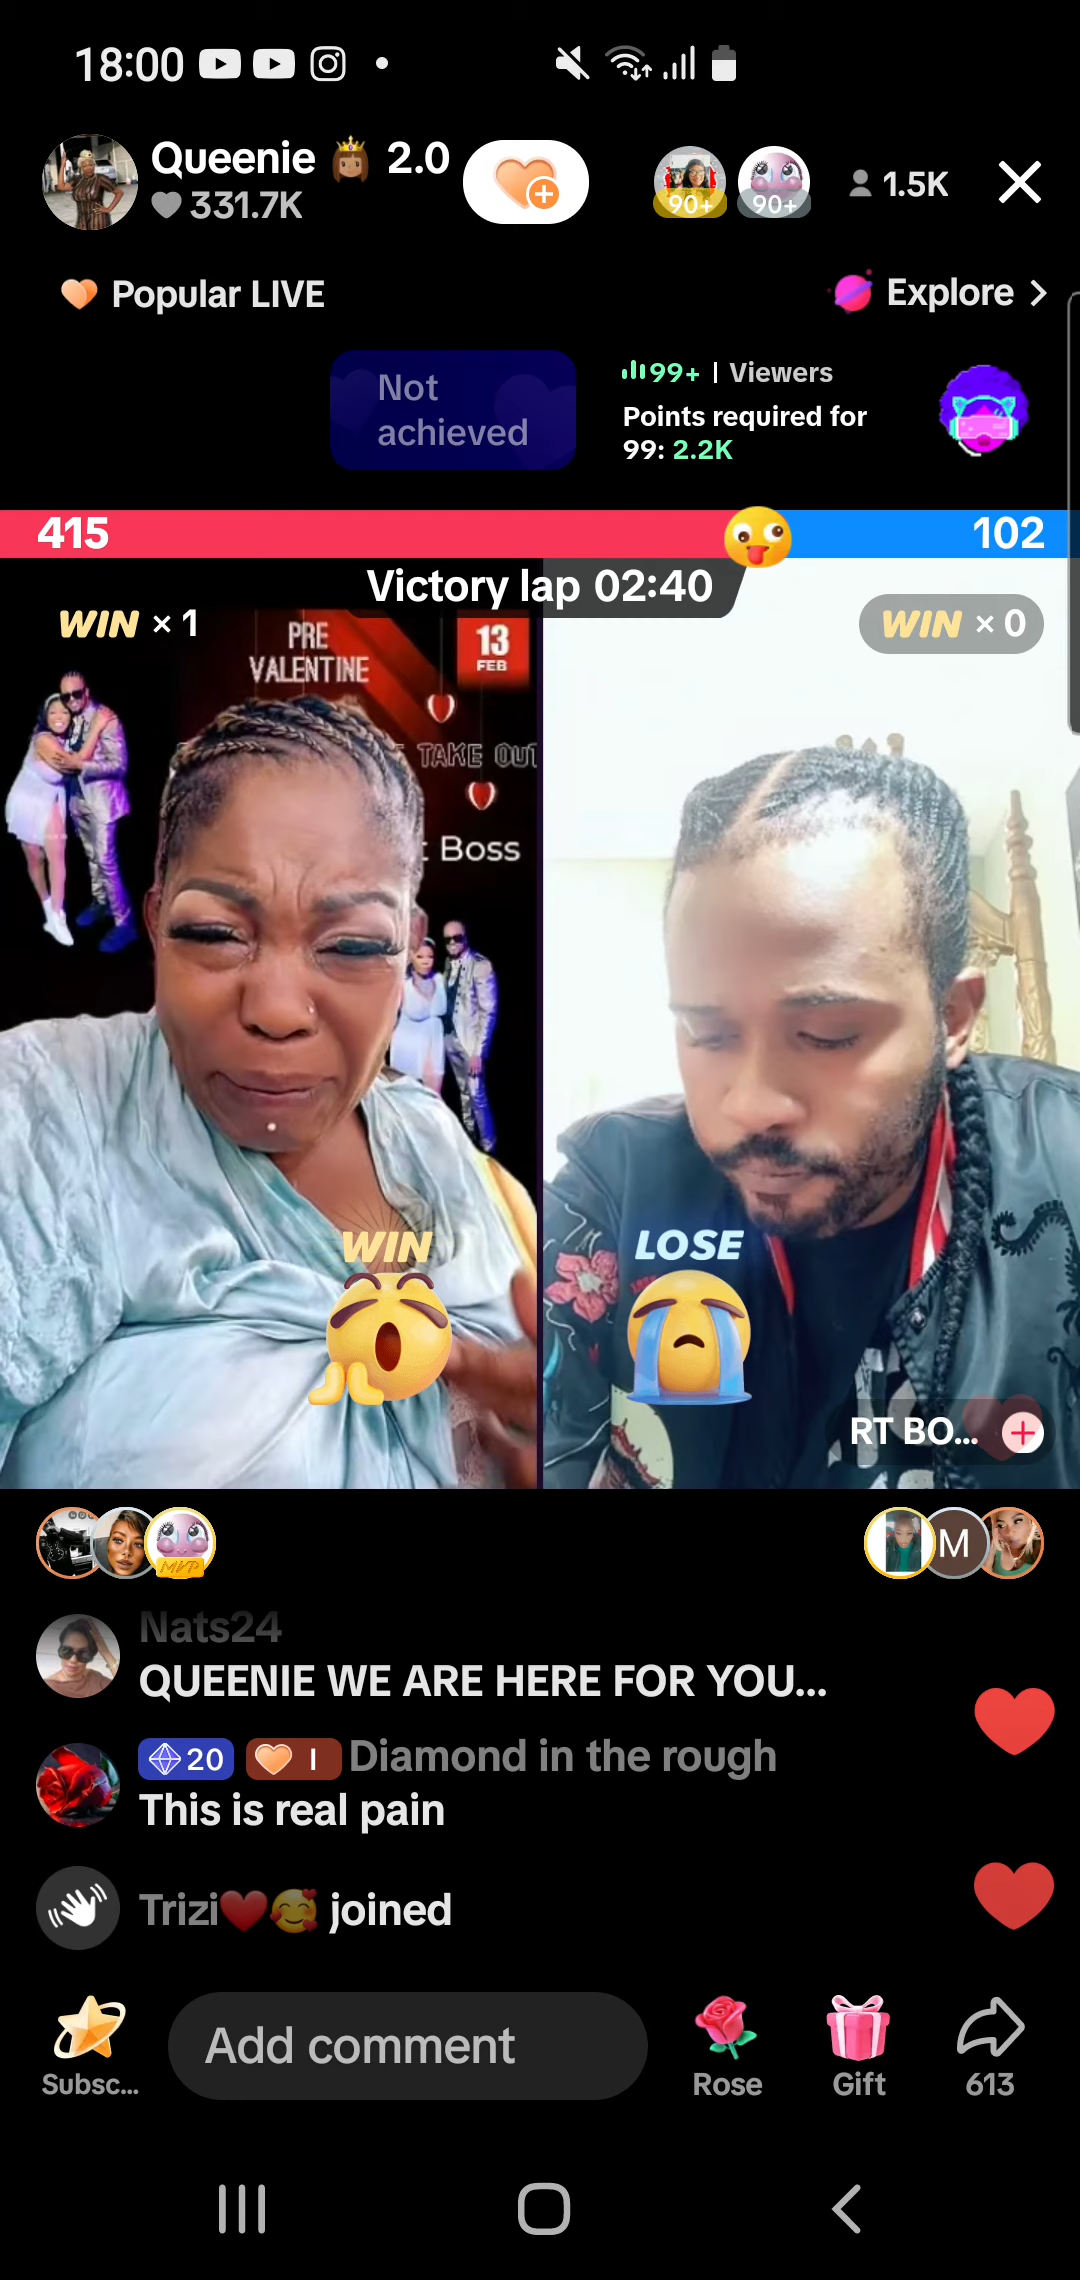 18:00
Queenie 2.0
331.7K
90+
90+
1.5K
Popular LIVE
Explore >
Not
achieved
99+ | Viewers
Points required for
99: 2.2K
415
102
Victory lap 02:40
WIN × 1
WIN × 0
PRE
VALENTINE
13
FEB
TAKE OUT
t Boss
WIN
LOSE
RT BO...
MVP
M
Nats24
QUEENIE WE ARE HERE FOR YOU...
20 I Diamond in the rough
This is real pain
Trizi❤️🥰 joined
Subsc...
Add comment
Rose
Gift
613